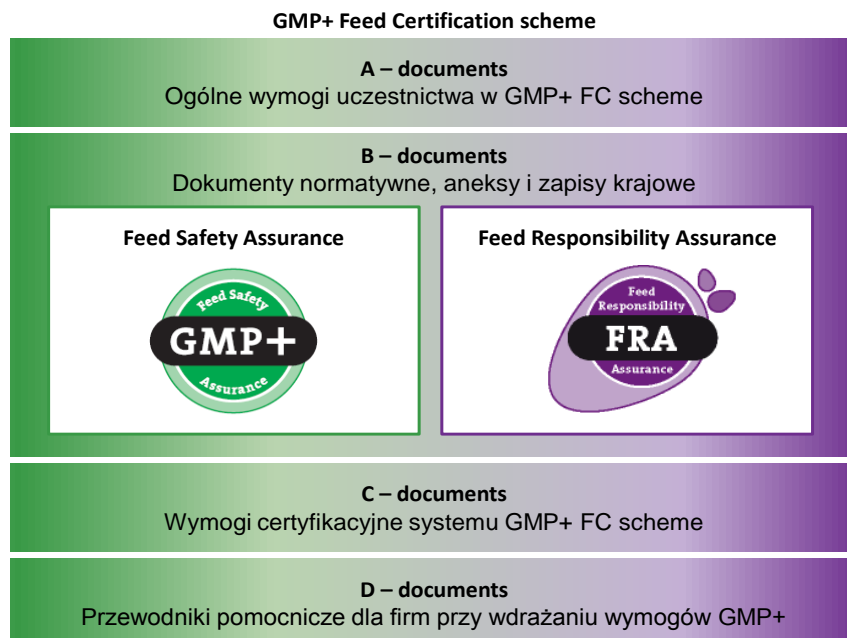 GMP+ Feed Certification scheme
A – documents
Ogólne wymogi uczestnictwa w GMP+ FC scheme
B – documents
Dokumenty normatywne, aneksy i zapisy krajowe
Feed Safety Assurance
Feed Safety
GMP+
Assurance
Feed Responsibility Assurance
Feed
Responsibility
FRA
Assurance
C – documents
Wymogi certyfikacyjne systemu GMP+ FC scheme
D – documents
Przewodniki pomocnicze dla firm przy wdrażaniu wymogów GMP+